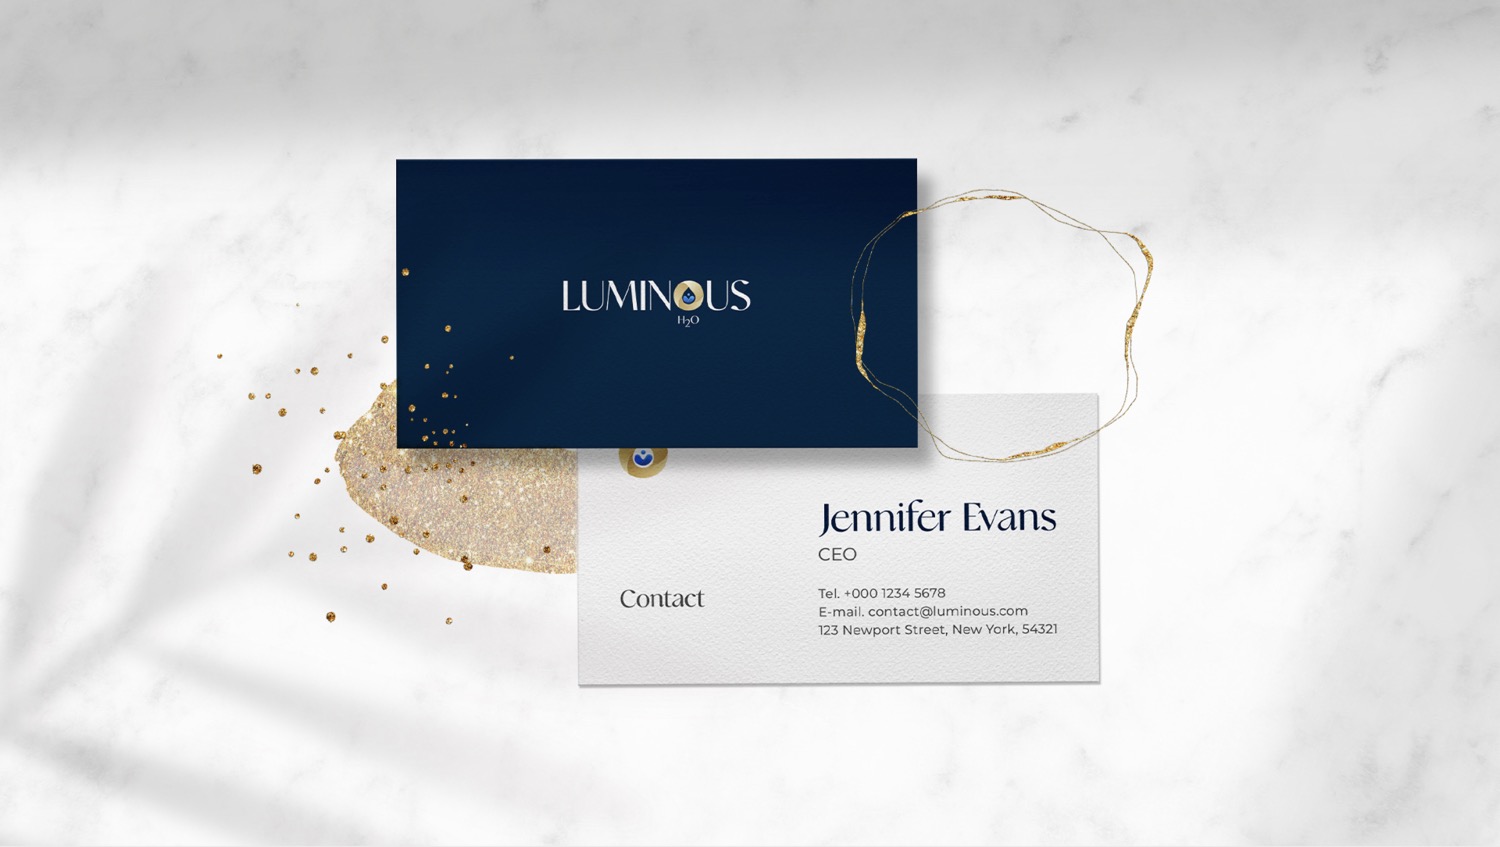 LUMINOUS
H2O
Jennifer Evans
CEO
Contact
Tel. +000 1234 5678
E-mail. contact@luminous.com
123 Newport Street, New York, 54321